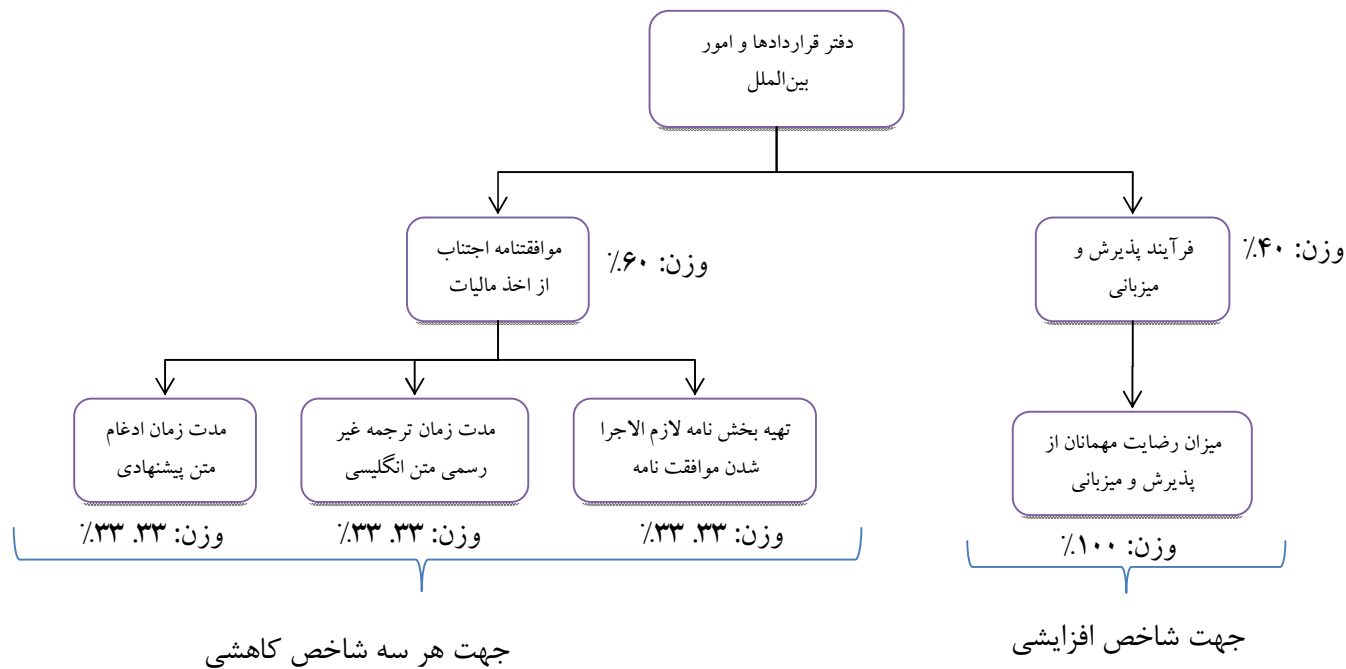 دفتر قراردادها و امور
بین‌الملل
فرآیند پذیرش و
میزبانی
وزن: ۴۰٪
موافقتنامه اجتناب
از اخذ مالیات
وزن: ۶۰٪
میزان رضایت مهمانان از
پذیرش و میزبانی
وزن: ۱۰۰٪
تهیه بخش نامه لازم الاجرا
شدن موافقت نامه
وزن: ۳۳. ۳۳٪
مدت زمان ترجمه غیر
رسمی متن انگلیسی
وزن: ۳۳. ۳۳٪
مدت زمان ادغام
متن پیشنهادی
وزن: ۳۳. ۳۳٪
جهت شاخص افزایشی
جهت هر سه شاخص کاهشی